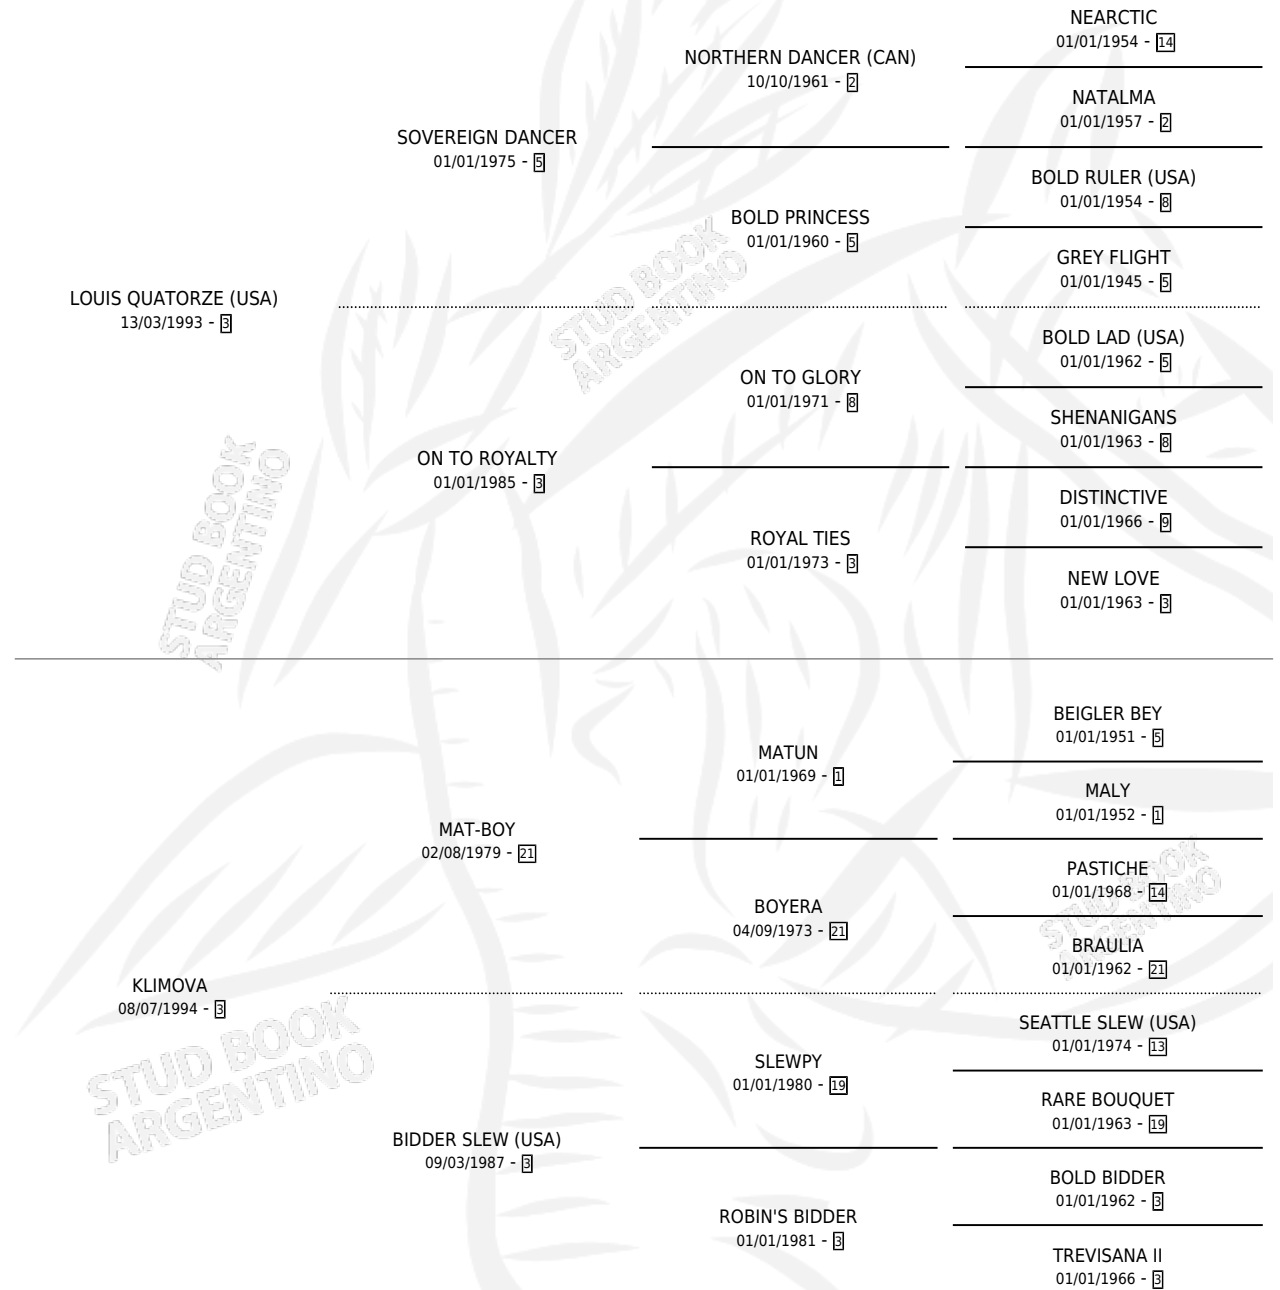 NEARCTIC
01/01/1954 - 14
NORTHERN DANCER (CAN)
10/10/1961 - 2
NATALMA
01/01/1957 - 2
SOVEREIGN DANCER
01/01/1975 - 5
BOLD RULER (USA)
01/01/1954 - 8
BOLD PRINCESS
01/01/1960 - 5
GREY FLIGHT
01/01/1945 - 5
LOUIS QUATORZE (USA)
13/03/1993 - 3
STUD BOOK
ARGENTINO
BOLD LAD (USA)
01/01/1962 - 5
ON TO GLORY
01/01/1971 - 8
SHENANIGANS
01/01/1963 - 8
ON TO ROYALTY
01/01/1985 - 3
DISTINCTIVE
01/01/1966 - 9
ROYAL TIES
01/01/1973 - 3
NEW LOVE
01/01/1963 - 3
STUD BOOK
ARGENTINO
BEIGLER BEY
01/01/1951 - 5
MATUN
01/01/1969 - 1
MALY
01/01/1952 - 1
MAT-BOY
02/08/1979 - 21
PASTICHE
01/01/1968 - 14
BOYERA
04/09/1973 - 21
STUD BOOK
ARGENTINO
BRAULIA
01/01/1962 - 21
KLIMOVA
08/07/1994 - 3
SEATTLE SLEW (USA)
01/01/1974 - 13
SLEWPY
01/01/1980 - 19
RARE BOUQUET
01/01/1963 - 19
STUD BOOK
ARGENTINO
BIDDER SLEW (USA)
09/03/1987 - 3
BOLD BIDDER
01/01/1962 - 3
ROBIN'S BIDDER
01/01/1981 - 3
TREVISANA II
01/01/1966 - 3